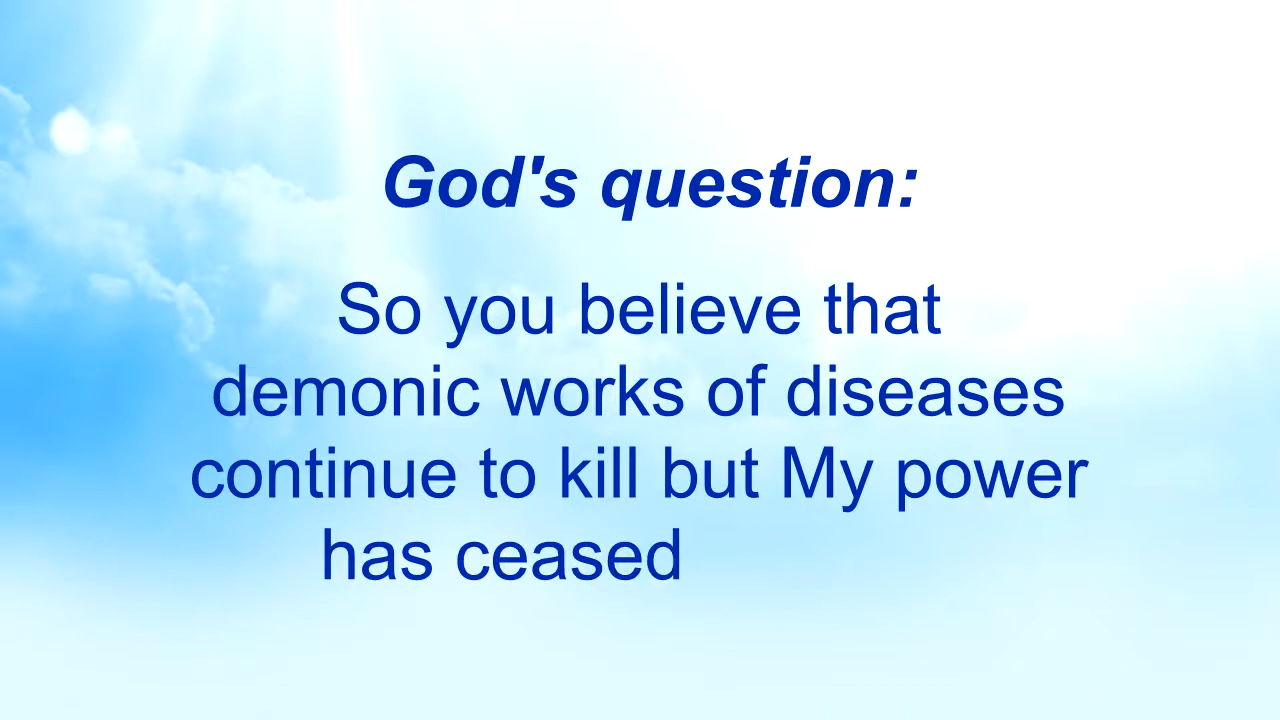 God's question:
So you believe that
demonic works of diseases
continue to kill but My power
has ceased